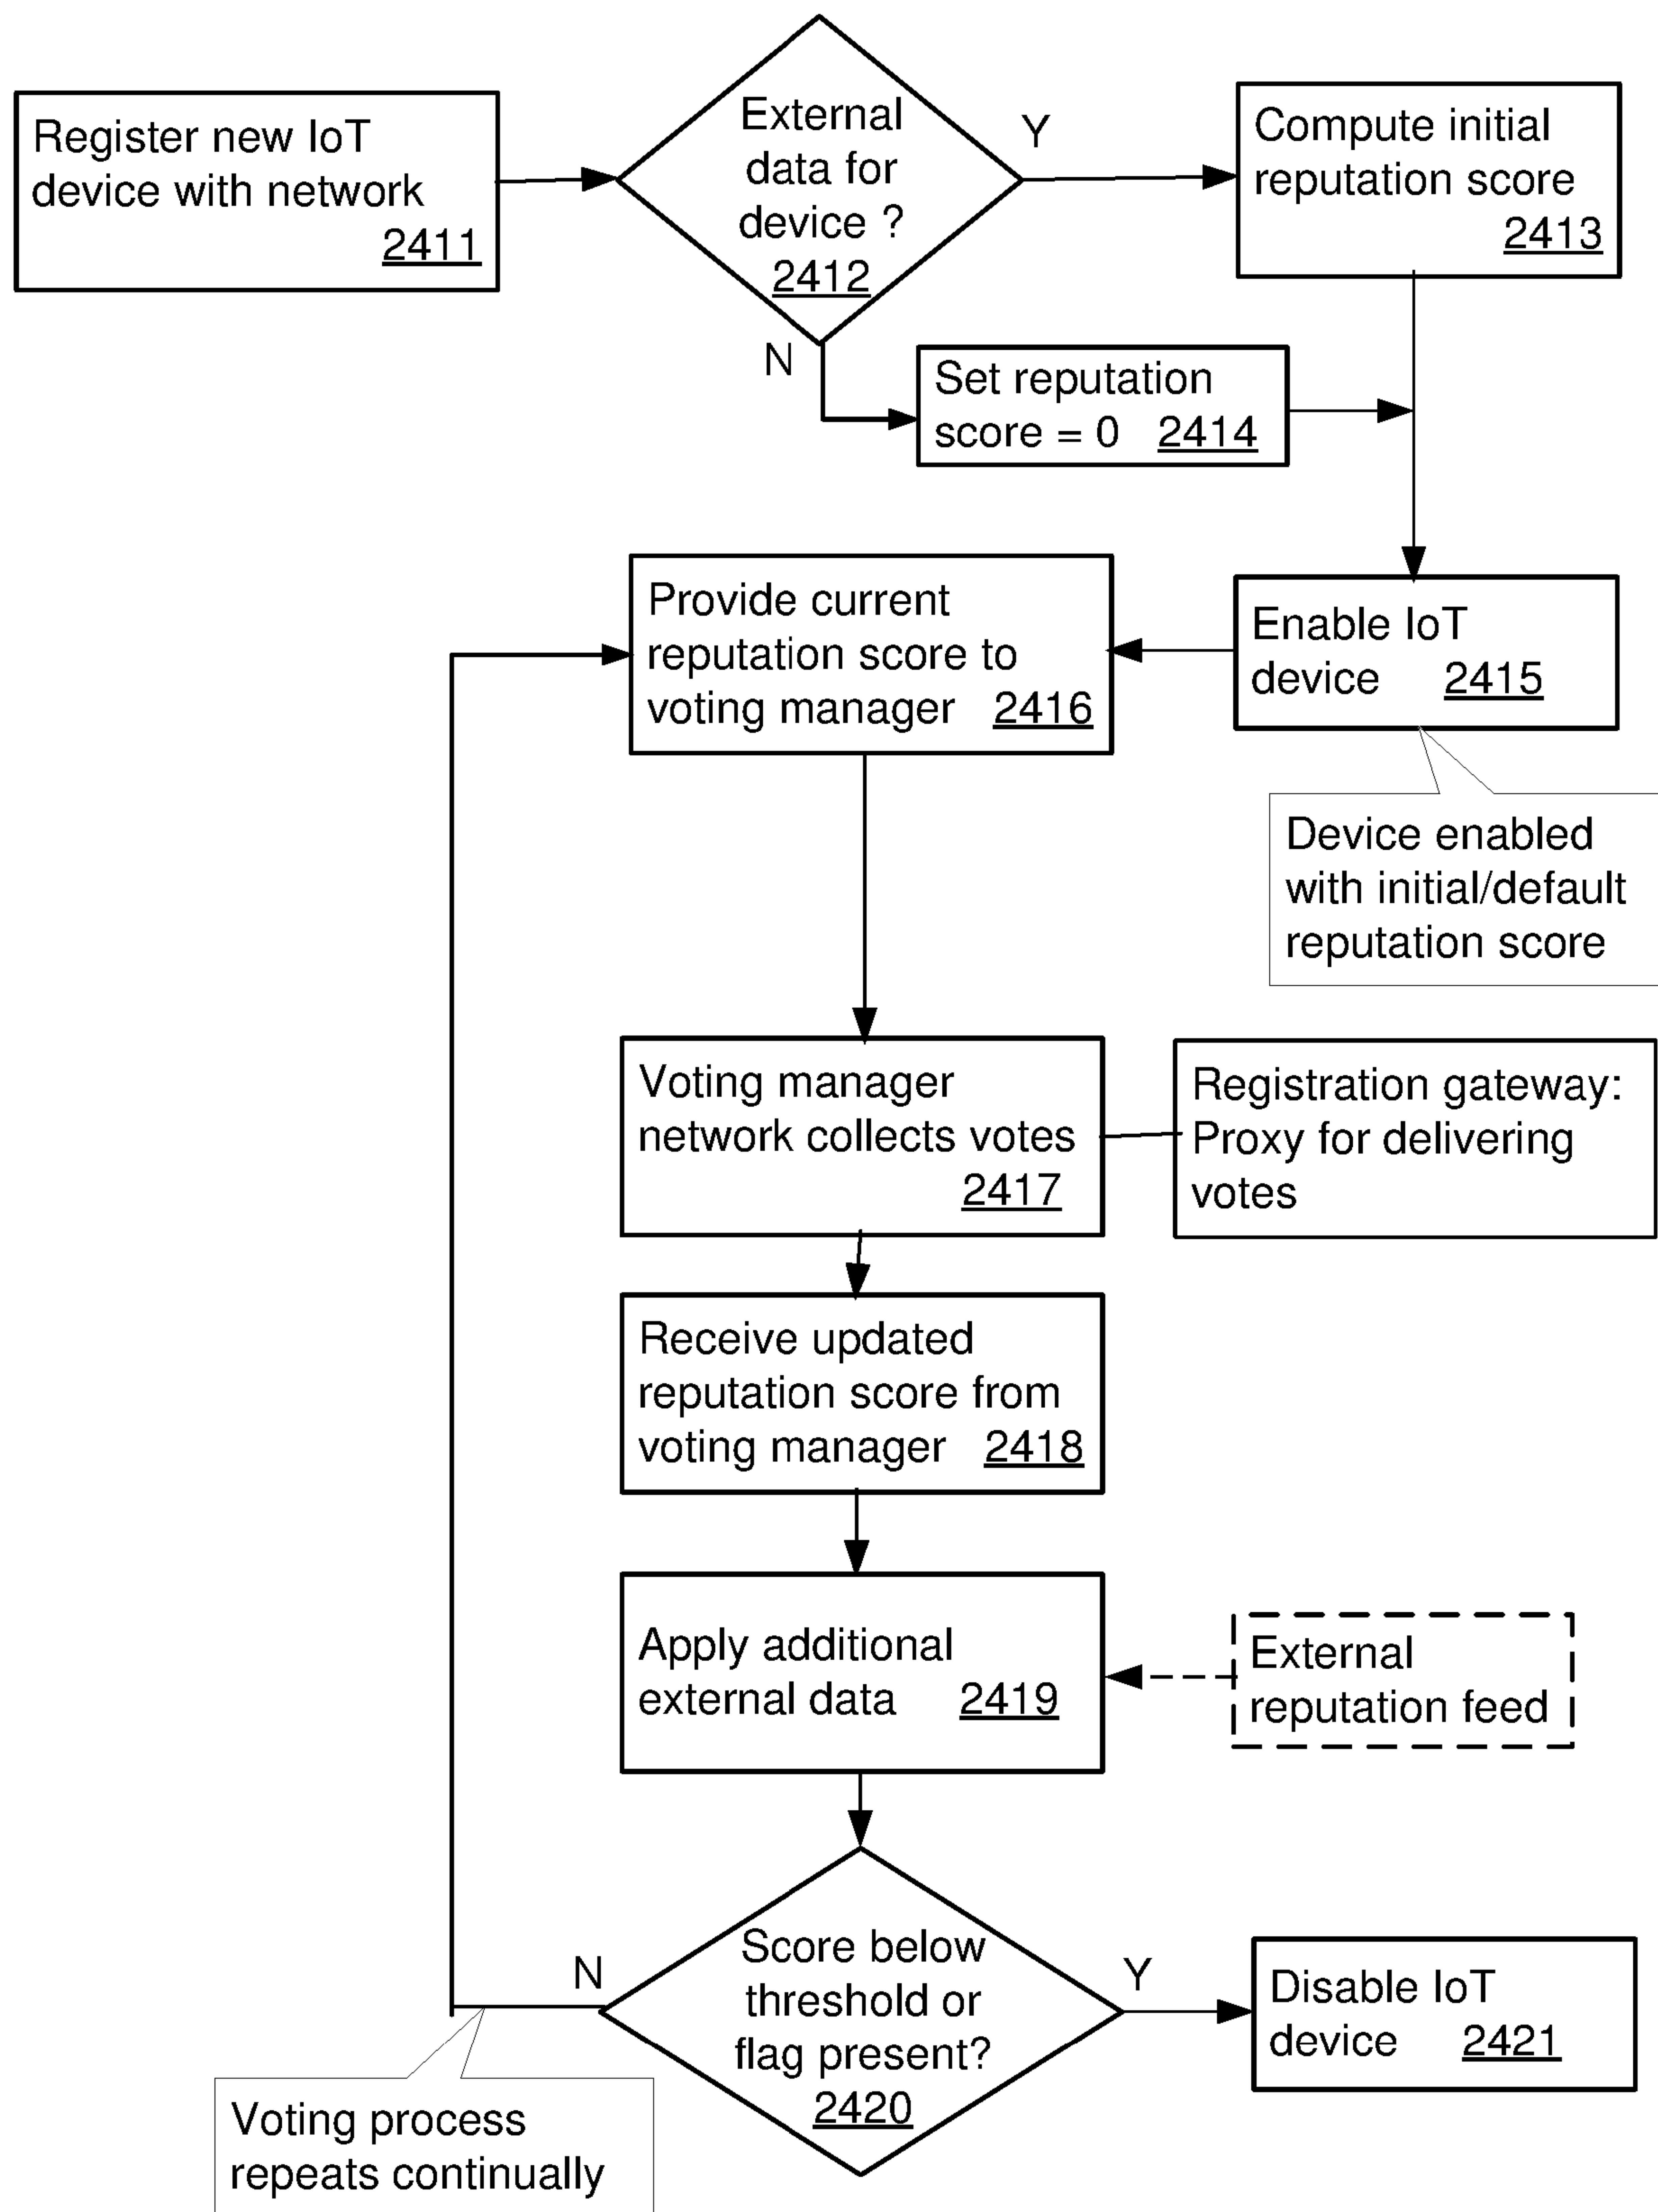 Register new IoT
device with network
2411
External
data for
device ?
2412
Y
N
Compute initial
reputation score
2413
Set reputation
score = 0 2414
Provide current
reputation score to
voting manager 2416
Enable IoT
device 2415
Device enabled
with initial/default
reputation score
Voting manager
network collects votes
2417
Registration gateway:
Proxy for delivering
votes
Receive updated
reputation score from
voting manager 2418
Apply additional
external data 2419
External
reputation feed
Score below
threshold or
flag present?
2420
N
Y
Disable IoT
device 2421
Voting process
repeats continually